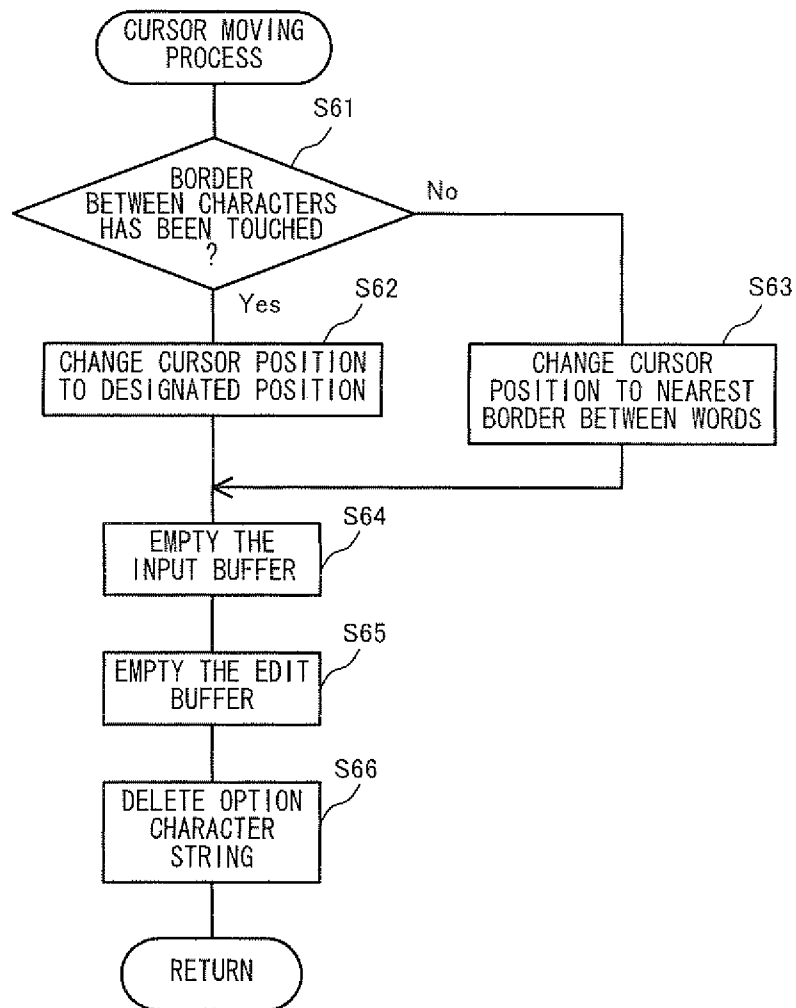 CURSOR MOVING
PROCESS
S61
BORDER
BETWEEN CHARACTERS
HAS BEEN TOUCHED
?
No
Yes
S62
CHANGE CURSOR POSITION
TO DESIGNATED POSITION
S63
CHANGE CURSOR
POSITION TO NEAREST
BORDER BETWEEN WORDS
S64
EMPTY THE
INPUT BUFFER
S65
EMPTY THE EDIT
BUFFER
S66
DELETE OPTION
CHARACTER
STRING
RETURN